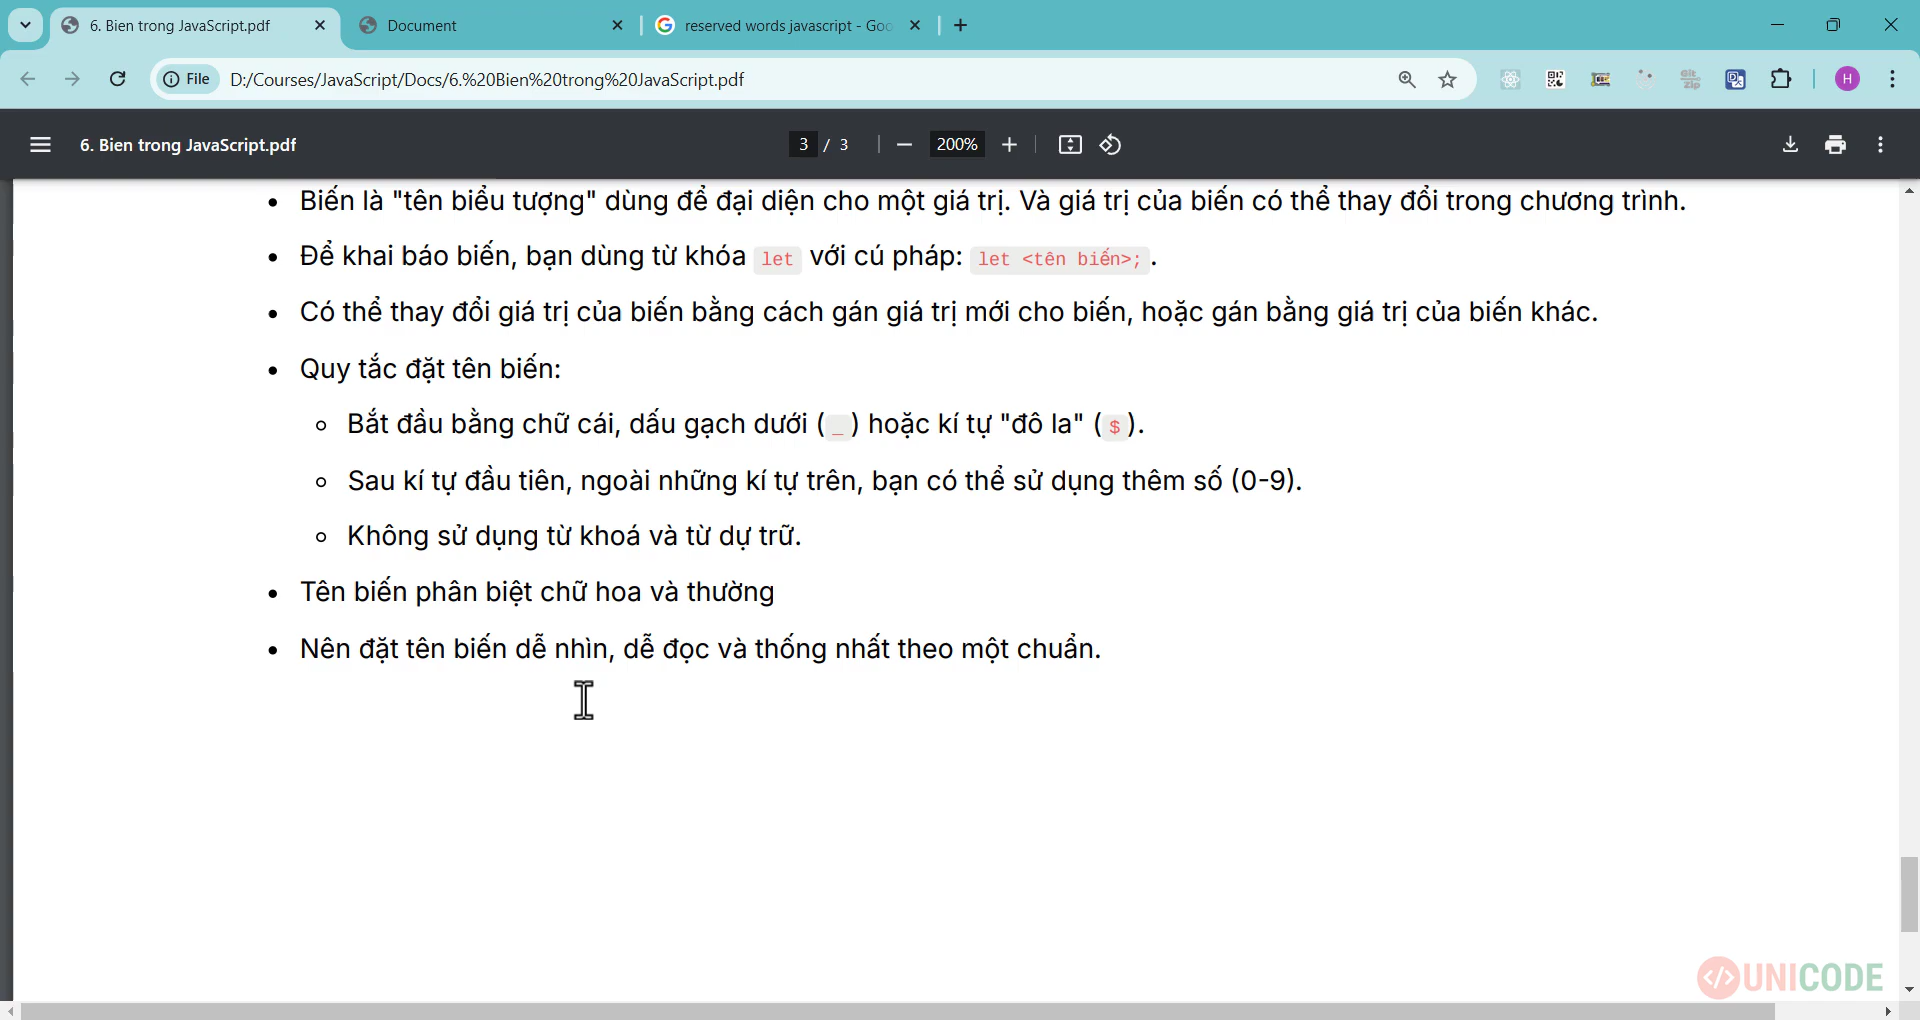 6. Bien trong JavaScript.pdf
Document
reserved words javascript - Goo
File
D:/Courses/JavaScript/Docs/6.%20Bien%20trong%20JavaScript.pdf
H
6. Bien trong JavaScript.pdf
3 / 3
200%
• Biến là "tên biểu tượng" dùng để đại diện cho một giá trị. Và giá trị của biến có thể thay đổi trong chương trình.
• Để khai báo biến, bạn dùng từ khóa let với cú pháp: let <tên biến>; .
• Có thể thay đổi giá trị của biến bằng cách gán giá trị mới cho biến, hoặc gán bằng giá trị của biến khác.
• Quy tắc đặt tên biến:
○ Bắt đầu bằng chữ cái, dấu gạch dưới ( _ ) hoặc kí tự "đô la" ( $ ).
○ Sau kí tự đầu tiên, ngoài những kí tự trên, bạn có thể sử dụng thêm số (0-9).
○ Không sử dụng từ khoá và từ dự trữ.
• Tên biến phân biệt chữ hoa và thường
• Nên đặt tên biến dễ nhìn, dễ đọc và thống nhất theo một chuẩn.
</> UNICODE